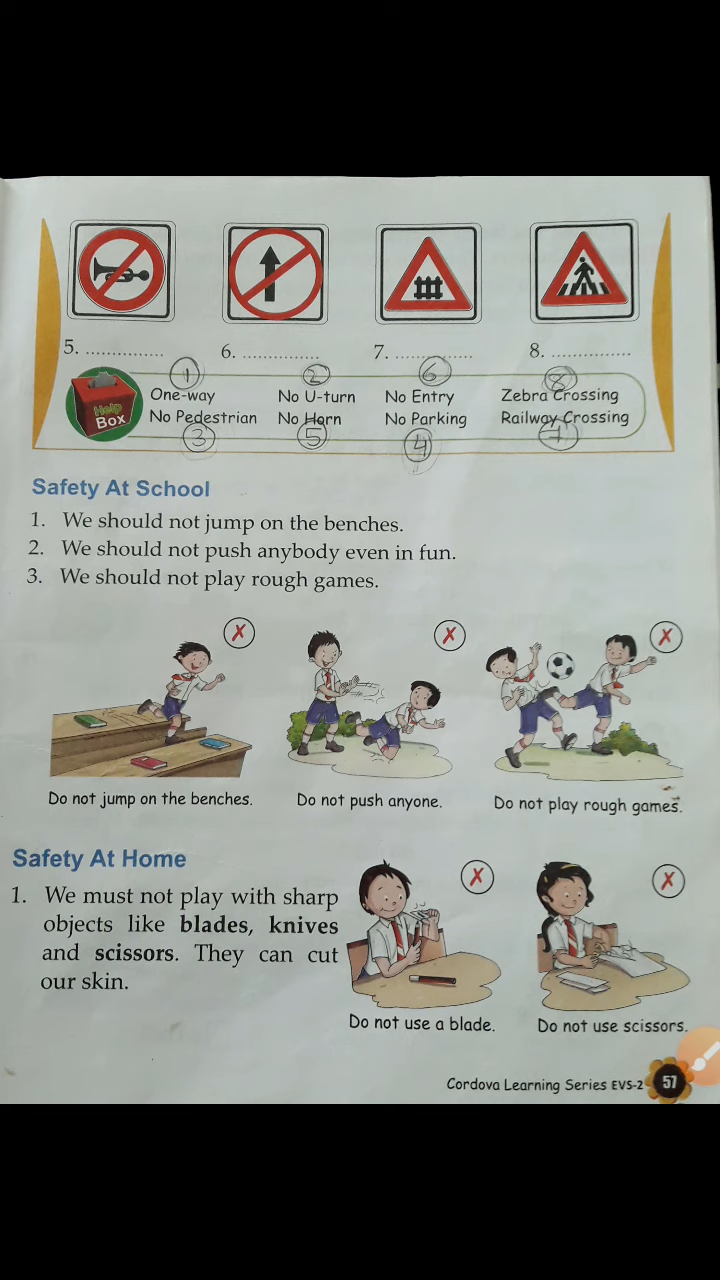 5. ............... 6. ............... 7. ............... 8. ...............
1 2 6 8
One-way No U-turn No Entry Zebra Crossing
Help
Box
No Pedestrian No Horn No Parking Railway Crossing
3 5 4 7
Safety At School
1. We should not jump on the benches.
2. We should not push anybody even in fun.
3. We should not play rough games.
Do not jump on the benches. Do not push anyone. Do not play rough games.
Safety At Home
1. We must not play with sharp
objects like blades, knives
and scissors. They can cut
our skin.
Do not use a blade. Do not use scissors.
Cordova Learning Series EVS-2 57